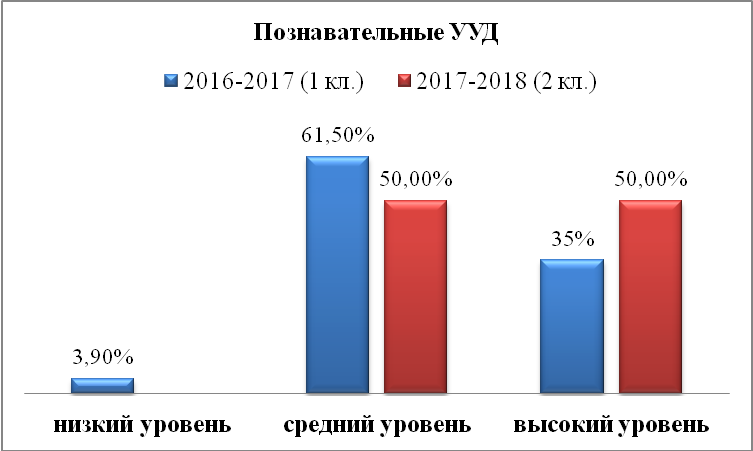 Познавательные УУД
2016-2017 (1 кл.) 2017-2018 (2 кл.)
61,50%
50,00%
50,00%
35%
3,90%
низкий уровень средний уровень высокий уровень